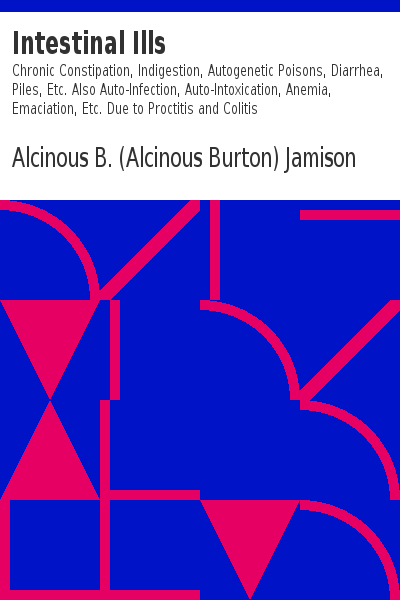 Intestinal Ills
Chronic Constipation, Indigestion, Autogenetic Poisons, Diarrhea,
Piles, Etc. Also Auto-Infection, Auto-Intoxication, Anemia,
Emaciation, Etc. Due to Proctitis and Colitis
Alcinous B. (Alcinous Burton) Jamison